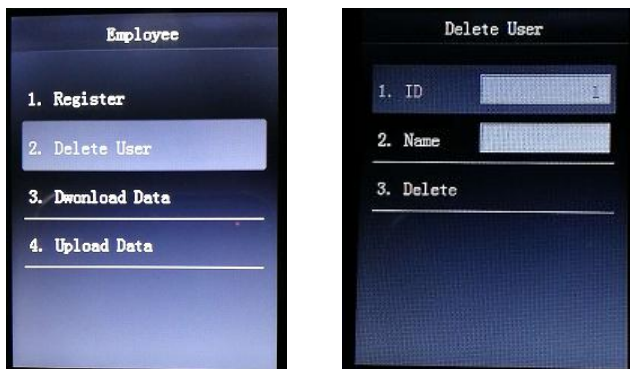 Employee
1. Register
2. Delete User
3. Dwonload Data
4. Upload Data
Delete User
1. ID 1
2. Name
3. Delete